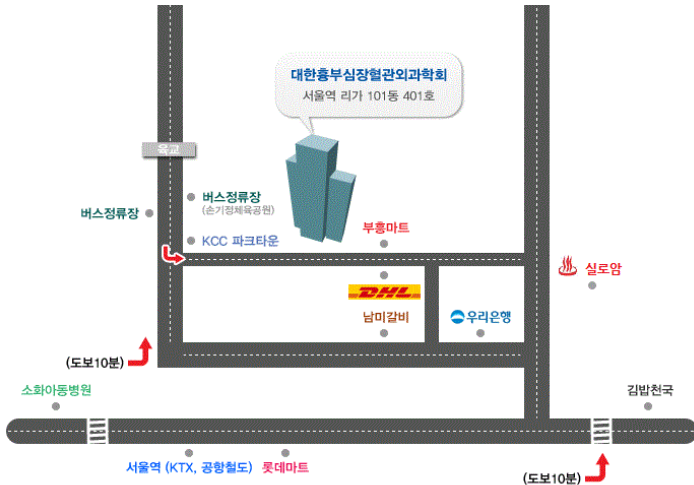 대한흉부심장혈관외과학회
서울역 리가 101동 401호
육교
버스정류장
(손기정체육공원)
버스정류장
KCC 파크타운
부흥마트
실로암
DHL
남미갈비
우리은행
(도보10분)
소화아동병원
김밥천국
서울역 (KTX, 공항철도)
롯데마트
(도보10분)